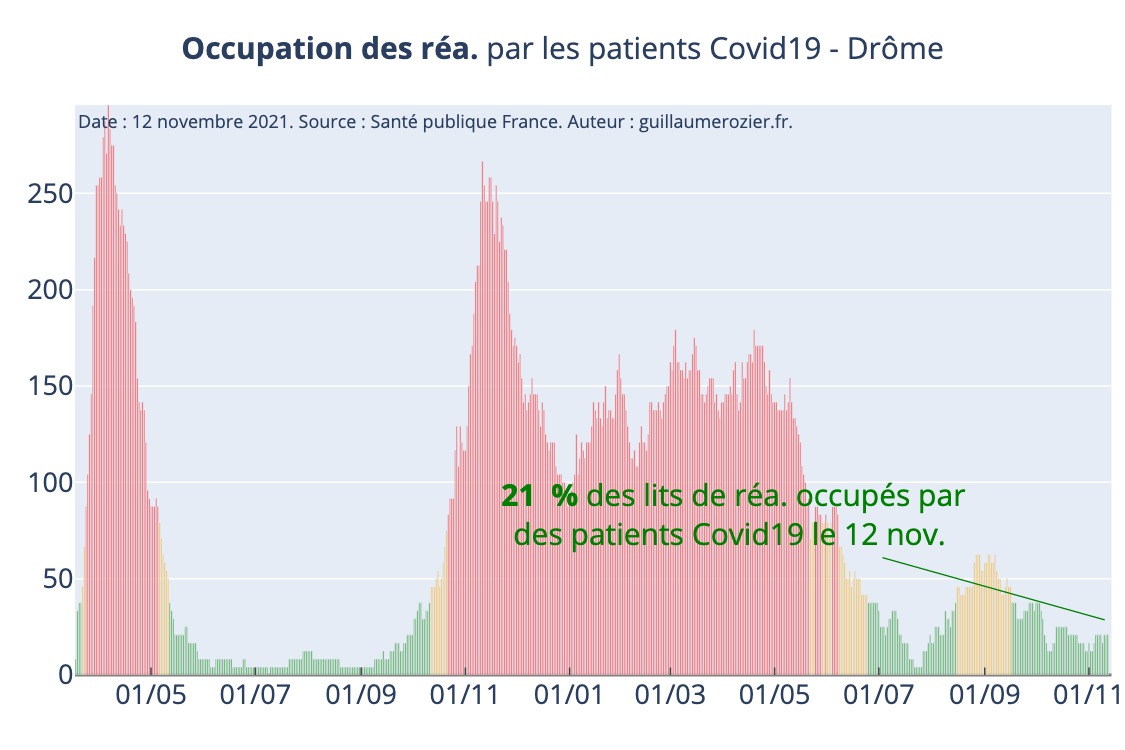 Occupation des réa. par les patients Covid19 - Drôme
Date : 12 novembre 2021. Source : Santé publique France. Auteur : guillaumerozier.fr.
250
200
150
100
21 % des lits de réa. occupés par
des patients Covid19 le 12 nov.
50
0
01/05 01/07 01/09 01/11 01/01 01/03 01/05 01/07 01/09 01/11